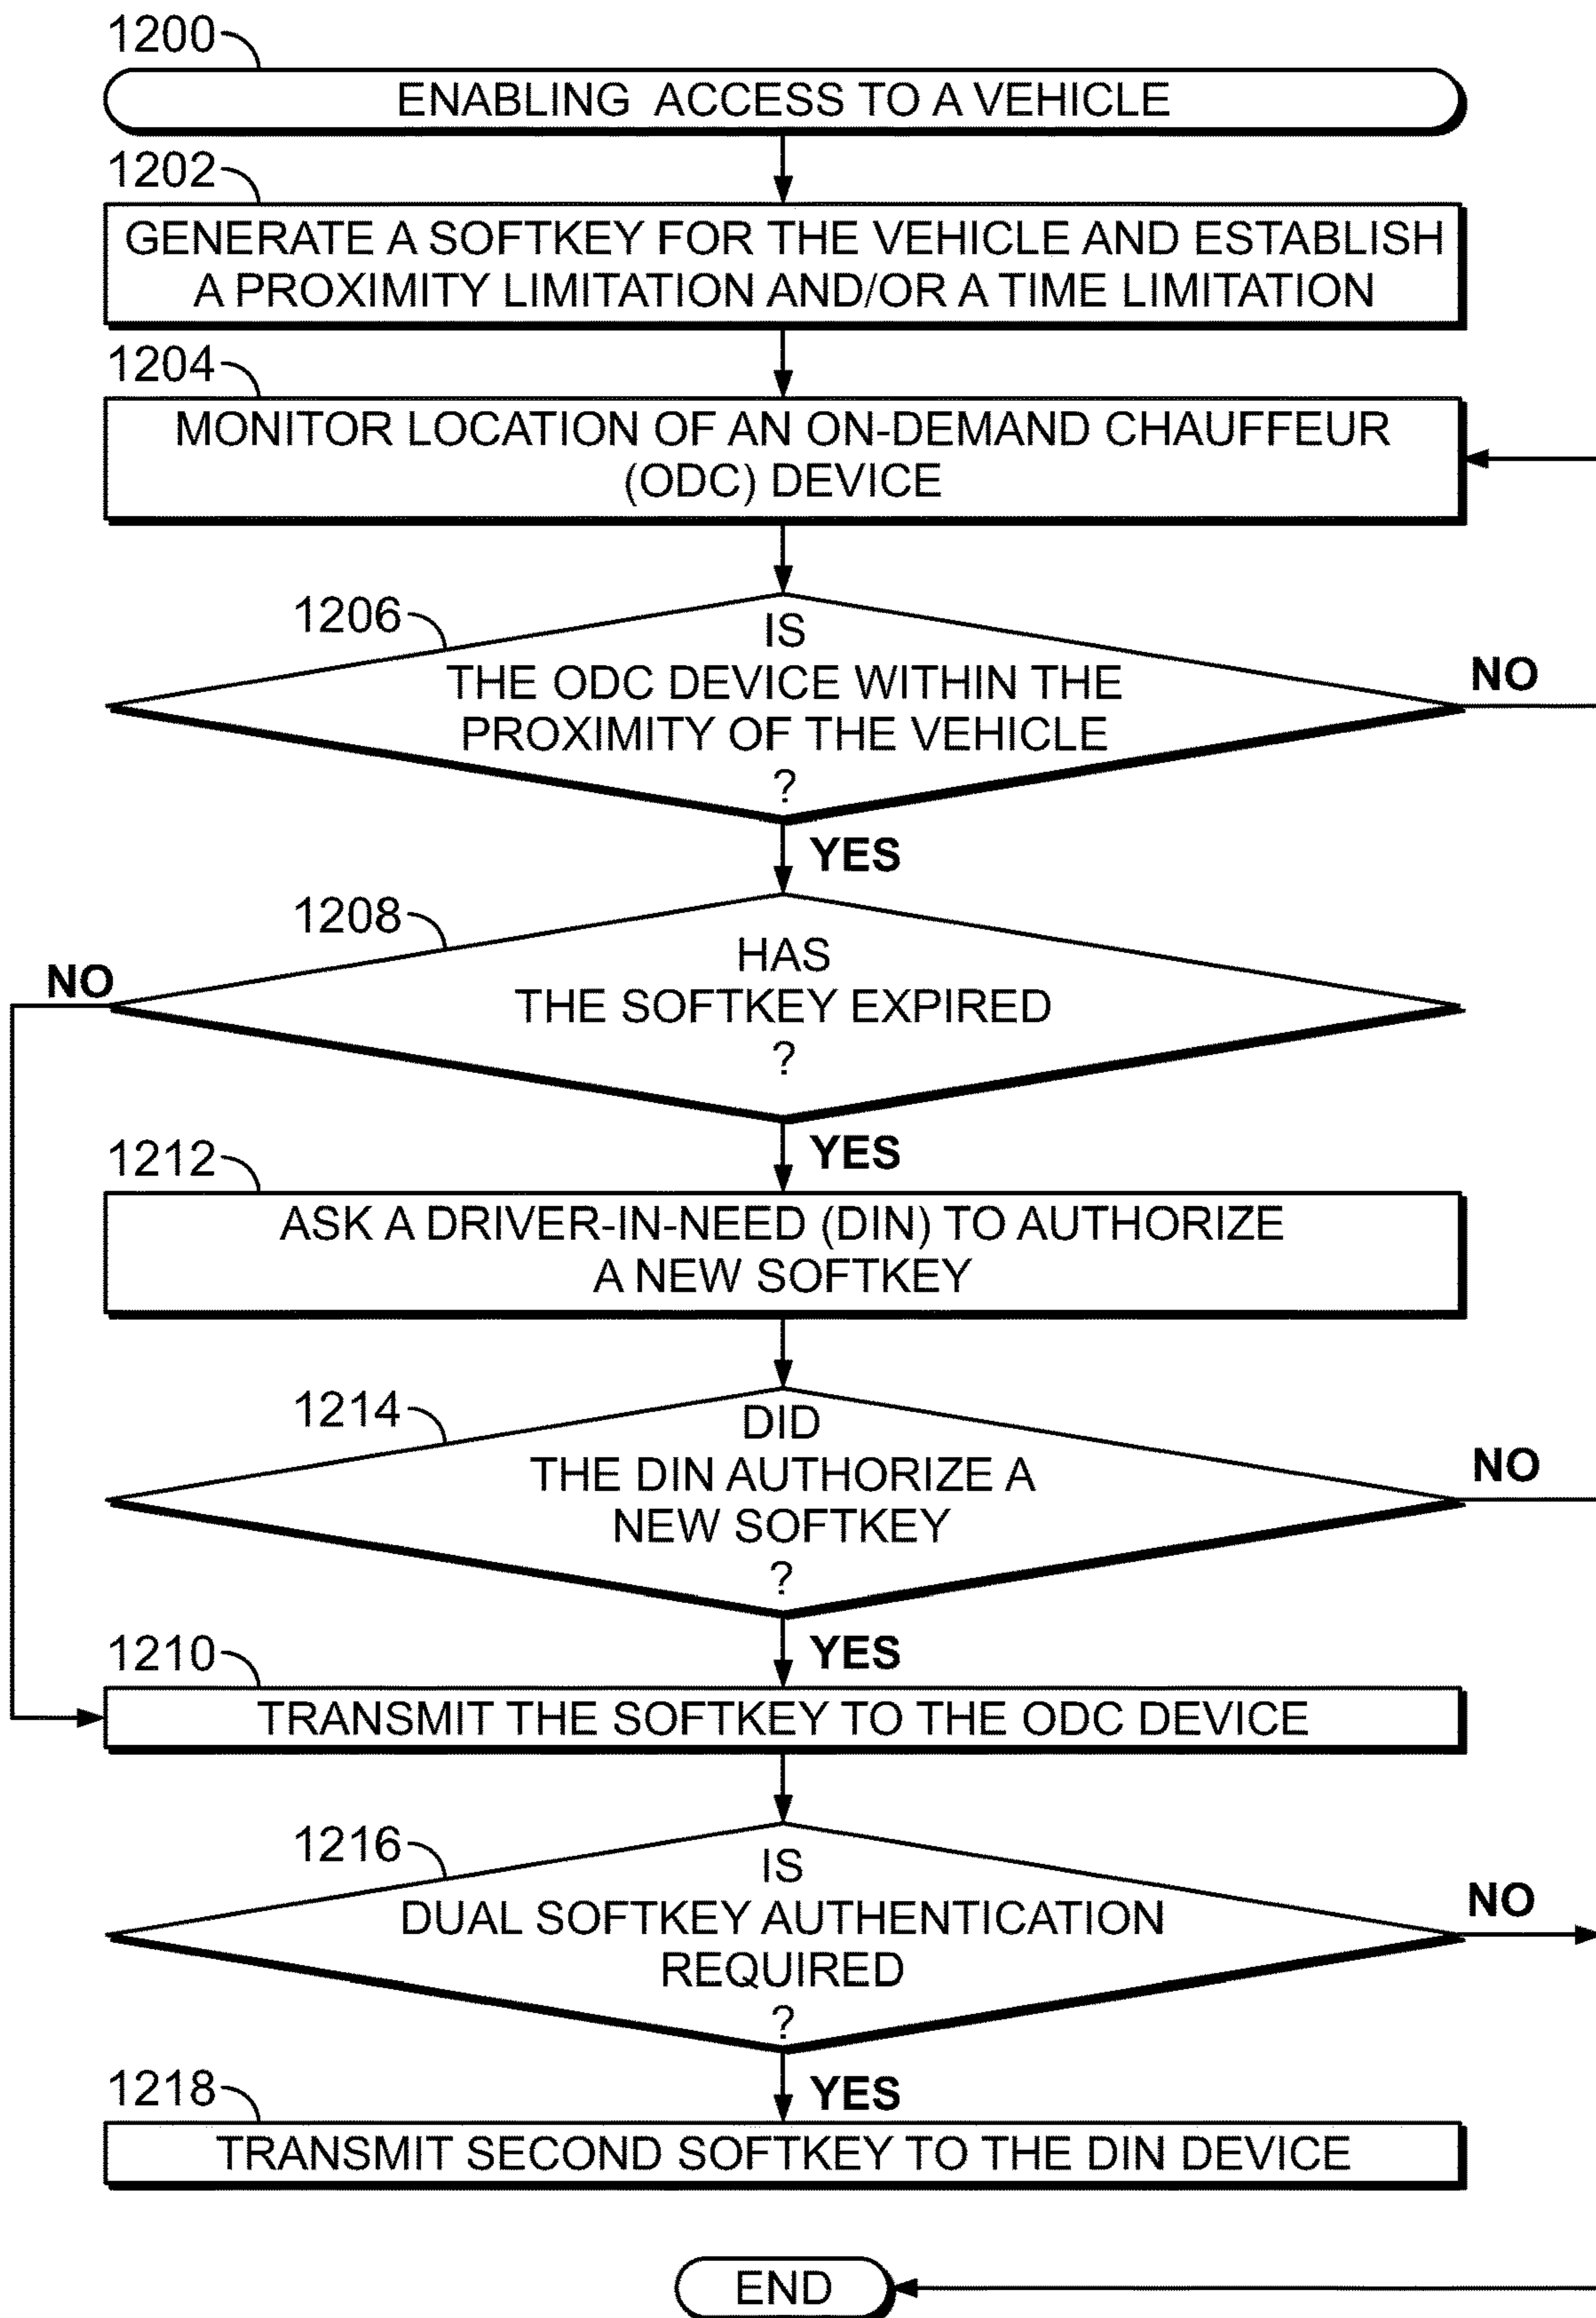 1200
ENABLING ACCESS TO A VEHICLE
1202
GENERATE A SOFTKEY FOR THE VEHICLE AND ESTABLISH
A PROXIMITY LIMITATION AND/OR A TIME LIMITATION
1204
MONITOR LOCATION OF AN ON-DEMAND CHAUFFEUR
(ODC) DEVICE
1206
IS
THE ODC DEVICE WITHIN THE
PROXIMITY OF THE VEHICLE
?
NO
YES
1208
HAS
THE SOFTKEY EXPIRED
?
NO
YES
1212
ASK A DRIVER-IN-NEED (DIN) TO AUTHORIZE
A NEW SOFTKEY
1214
DID
THE DIN AUTHORIZE A
NEW SOFTKEY
?
NO
YES
1210
TRANSMIT THE SOFTKEY TO THE ODC DEVICE
1216
IS
DUAL SOFTKEY AUTHENTICATION
REQUIRED
?
NO
YES
1218
TRANSMIT SECOND SOFTKEY TO THE DIN DEVICE
END